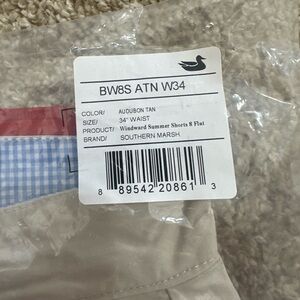 BW8S ATN W34
COLOR/ AUDUBON TAN
SIZE/ 34" WAIST
PRODUCT/ Windward Summer Shorts 8 Flat
BRAND/ SOUTHERN MARSH
8 89542 20861 3